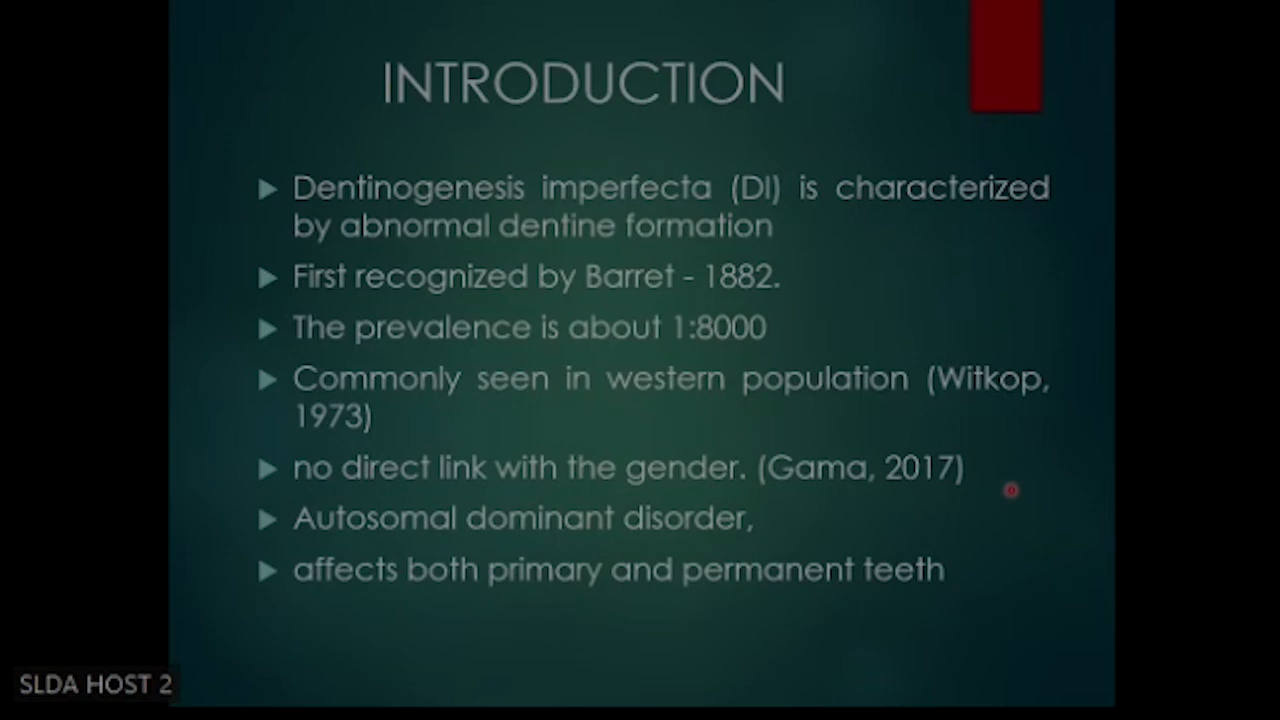 INTRODUCTION
Dentinogenesis imperfecta (DI) is characterized
by abnormal dentine formation
First recognized by Barret - 1882.
The prevalence is about 1:8000
Commonly seen in western population (Witkop,
1973)
no direct link with the gender. (Gama, 2017)
Autosomal dominant disorder,
affects both primary and permanent teeth
SLDA HOST 2